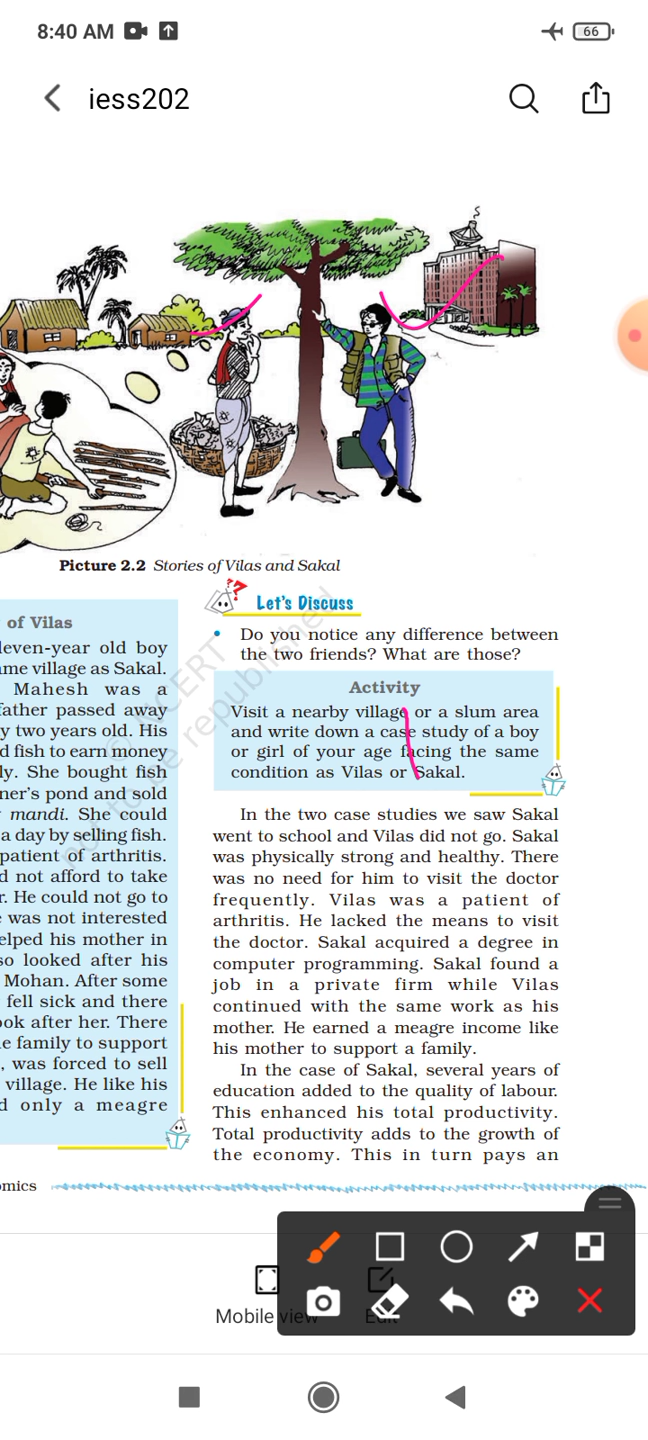 8:40 AM
66
iess202
Picture 2.2 Stories of Vilas and Sakal
of Vilas
leven-year old boy
ame village as Sakal.
Mahesh was a
father passed away
y two years old. His
d fish to earn money
ly. She bought fish
ner's pond and sold
mandi. She could
a day by selling fish.
patient of arthritis.
d not afford to take
r. He could not go to
e was not interested
elped his mother in
so looked after his
Mohan. After some
fell sick and there
ook after her. There
e family to support
, was forced to sell
village. He like his
d only a meagre
Let's Discuss
• Do you notice any difference between
the two friends? What are those?
Activity
Visit a nearby village or a slum area
and write down a case study of a boy
or girl of your age facing the same
condition as Vilas or Sakal.
In the two case studies we saw Sakal
went to school and Vilas did not go. Sakal
was physically strong and healthy. There
was no need for him to visit the doctor
frequently. Vilas was a patient of
arthritis. He lacked the means to visit
the doctor. Sakal acquired a degree in
computer programming. Sakal found a
job in a private firm while Vilas
continued with the same work as his
mother. He earned a meagre income like
his mother to support a family.
In the case of Sakal, several years of
education added to the quality of labour.
This enhanced his total productivity.
Total productivity adds to the growth of
the economy. This in turn pays an
© NCERT
not to be republished
omics
Mobile view
Edit